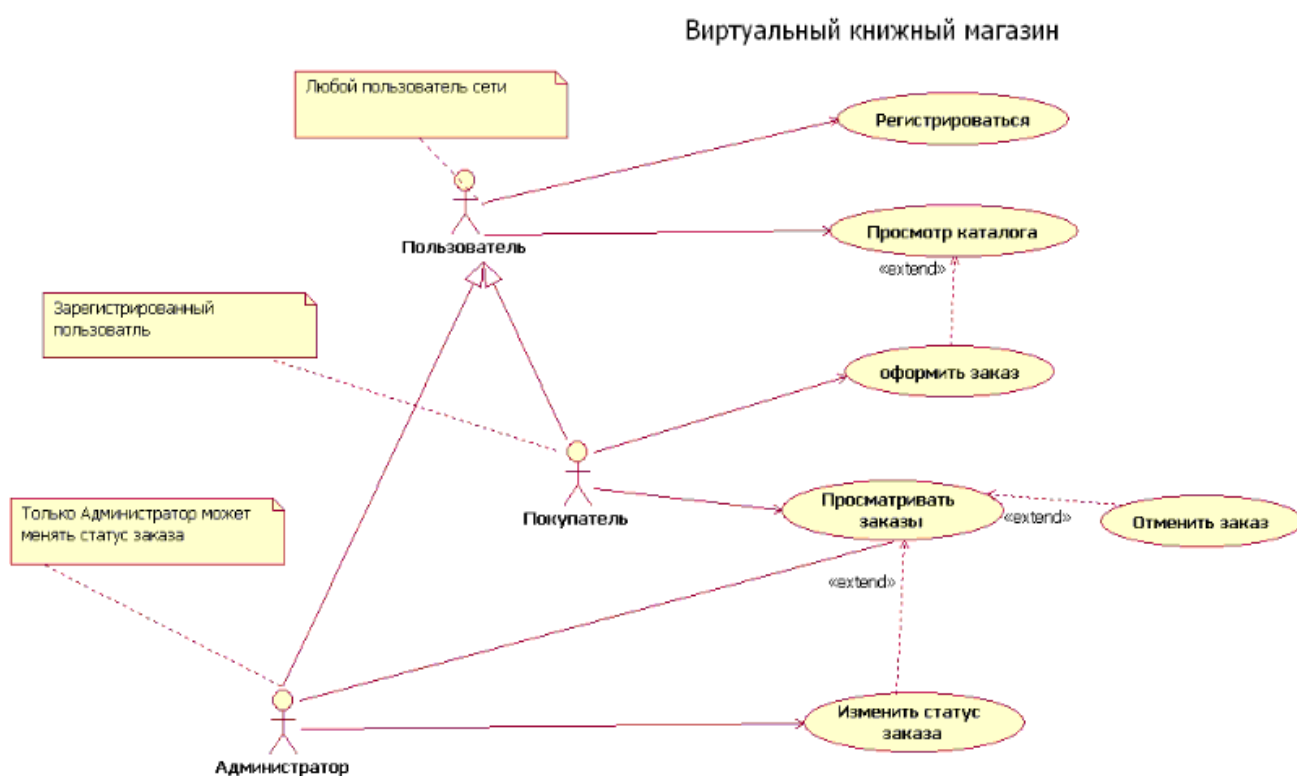 Виртуальный книжный магазин
Любой пользователь сети
Регистрироваться
Просмотр каталога
Пользователь
«extend»
Зарегистрированный
пользоватль
оформить заказ
Просматривать
заказы
Покупатель
«extend»
Отменить заказ
Только Администратор может
менять статус заказа
«extend»
Изменить статус
заказа
Администратор